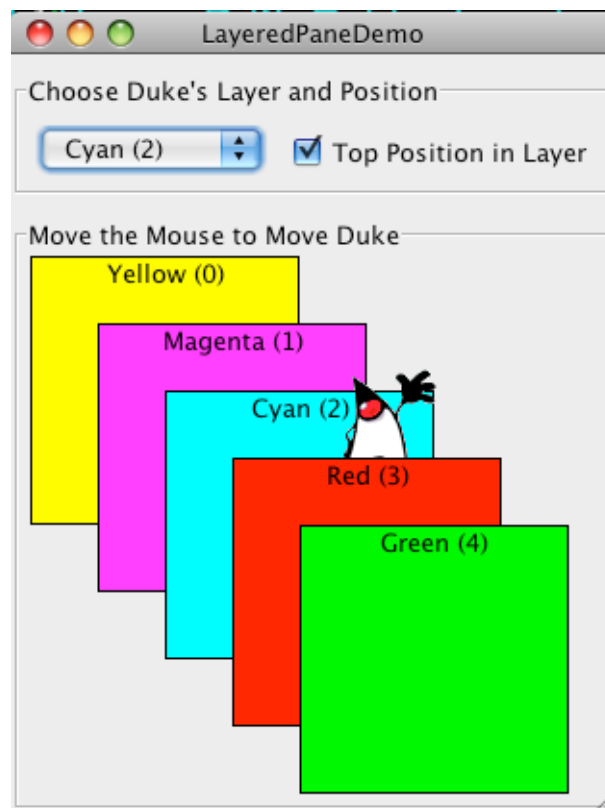 LayeredPaneDemo
Choose Duke's Layer and Position
Cyan (2) Top Position in Layer
Move the Mouse to Move Duke
Yellow (0)
Magenta (1)
Cyan (2)
Red (3)
Green (4)